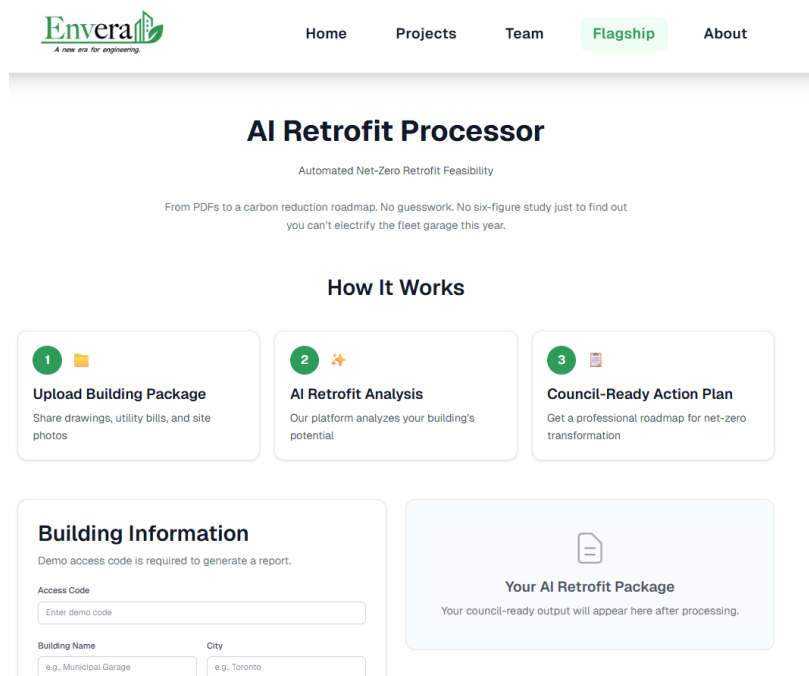 Envera
A new era for engineering.
Home Projects Team Flagship About
AI Retrofit Processor
Automated Net-Zero Retrofit Feasibility
From PDFs to a carbon reduction roadmap. No guesswork. No six-figure study just to find out
you can't electrify the fleet garage this year.
How It Works
1
Upload Building Package
Share drawings, utility bills, and site
photos
2
AI Retrofit Analysis
Our platform analyzes your building's
potential
3
Council-Ready Action Plan
Get a professional roadmap for net-zero
transformation
Building Information
Demo access code is required to generate a report.
Access Code
Enter demo code
Building Name
e.g., Municipal Garage
City
e.g., Toronto
Your AI Retrofit Package
Your council-ready output will appear here after processing.